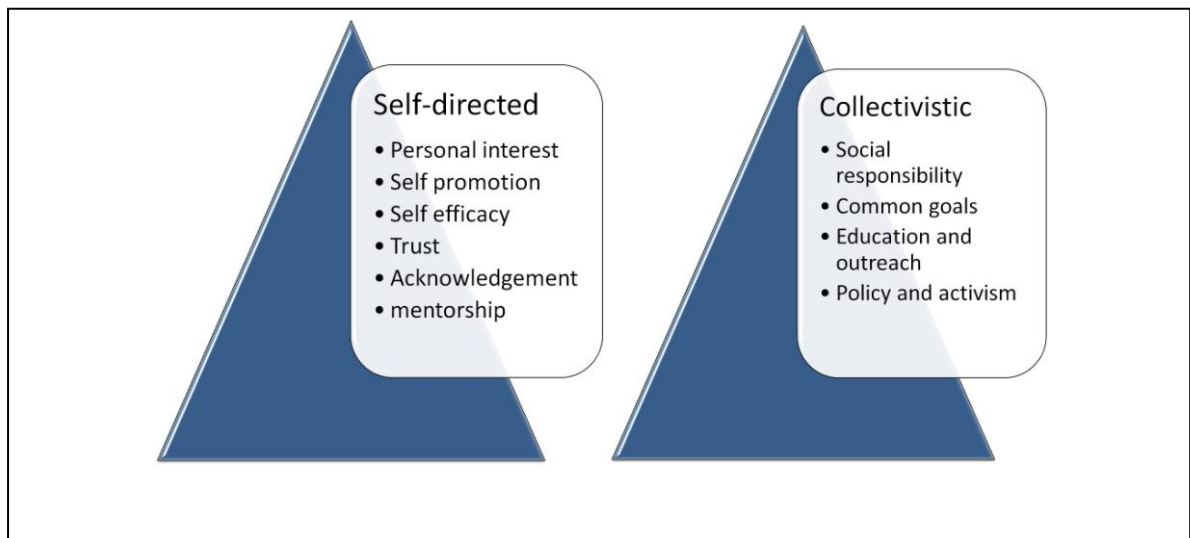 Self-directed
• Personal interest
• Self promotion
• Self efficacy
• Trust
• Acknowledgement
• mentorship
Collectivistic
• Social
responsibility
• Common goals
• Education and
outreach
• Policy and activism